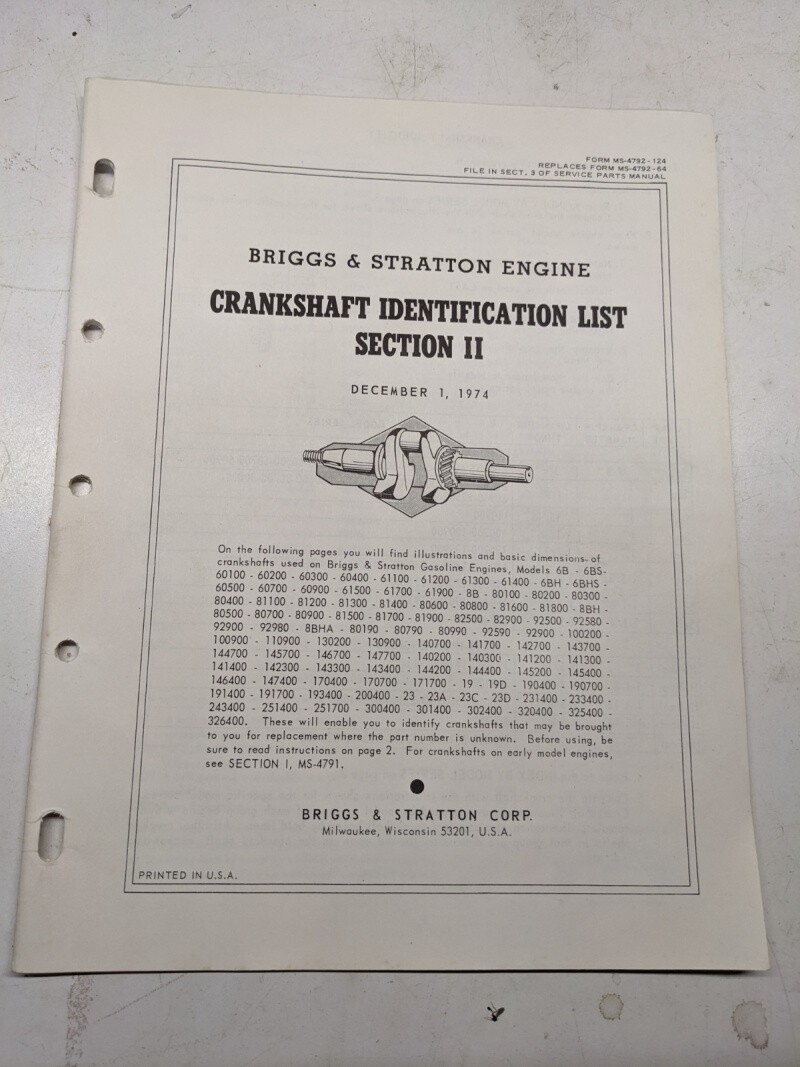 FORM MS-4792-124
REPLACES FORM MS-4792-64
FILE IN SECT. 3 OF SERVICE PARTS MANUAL
BRIGGS & STRATTON ENGINE
CRANKSHAFT IDENTIFICATION LIST
SECTION II
DECEMBER 1, 1974
On the following pages you will find illustrations and basic dimensions of
crankshafts used on Briggs & Stratton Gasoline Engines, Models 6B - 6BS-
60100 - 60200 - 60300 - 60400 - 61100 - 61200 - 61300 - 61400 - 6BH - 6BHS -
60500 - 60700 - 60900 - 61500 - 61700 - 61900 - 8B - 80100 - 80200 - 80300 -
80400 - 81100 - 81200 - 81300 - 81400 - 80600 - 80800 - 81600 - 81800 - 8BH -
80500 - 80700 - 80900 - 81500 - 81700 - 81900 - 82500 - 82900 - 92500 - 92580 -
92900 - 92980 - 8BHA - 80190 - 80790 - 80990 - 92590 - 92900 - 100200 -
100900 - 110900 - 130200 - 130900 - 140700 - 141700 - 142700 - 143700 -
144700 - 145700 - 146700 - 147700 - 140200 - 140300 - 141200 - 141300 -
141400 - 142300 - 143300 - 143400 - 144200 - 144400 - 145200 - 145400 -
146400 - 147400 - 170400 - 170700 - 171700 - 19 - 19D - 190400 - 190700 -
191400 - 191700 - 193400 - 200400 - 23 - 23A - 23C - 23D - 231400 - 233400 -
243400 - 251400 - 251700 - 300400 - 301400 - 302400 - 320400 - 325400 -
326400. These will enable you to identify crankshafts that may be brought
to you for replacement where the part number is unknown. Before using, be
sure to read instructions on page 2. For crankshafts on early model engines,
see SECTION I, MS-4791.
BRIGGS & STRATTON CORP.
Milwaukee, Wisconsin 53201, U.S.A.
PRINTED IN U.S.A.